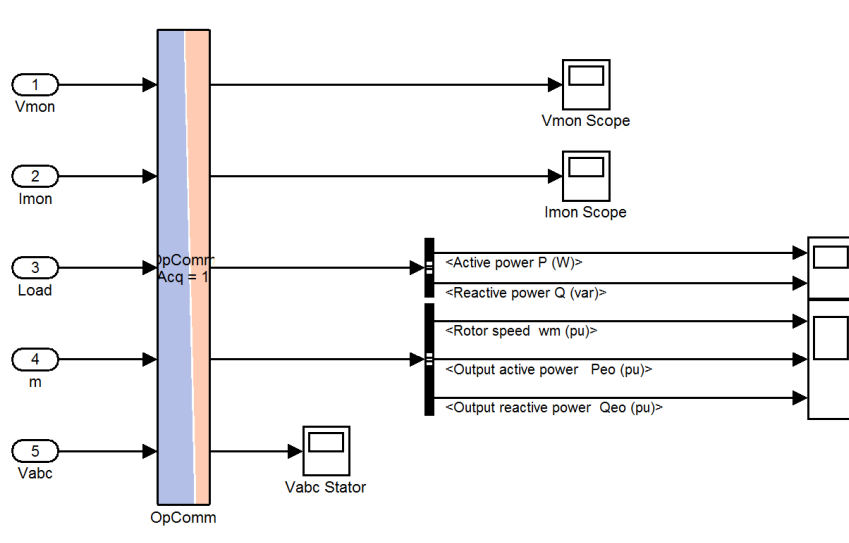 1
Vmon
Vmon Scope
2
Imon
Imon Scope
3
Load
OpComm
Acq = 1
<Active power P (W)>
<Reactive power Q (var)>
<Rotor speed  wm (pu)>
4
m
<Output active power   Peo (pu)>
<Output reactive power  Qeo (pu)>
5
Vabc
Vabc Stator
OpComm